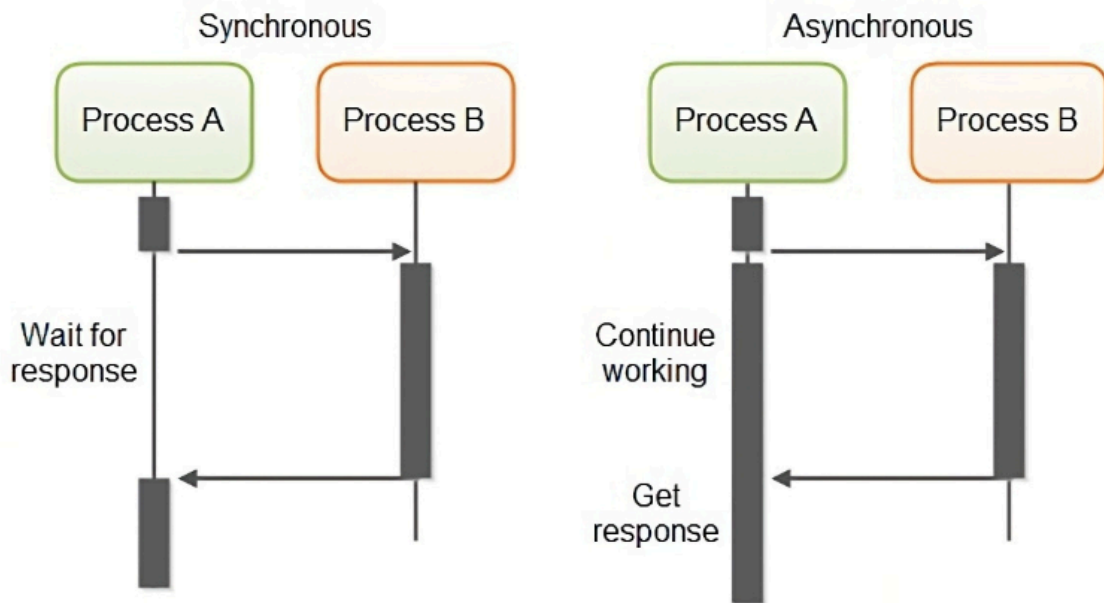 Synchronous
Asynchronous
Process A
Process B
Process A
Process B
Wait for
response
Continue
working
Get
response